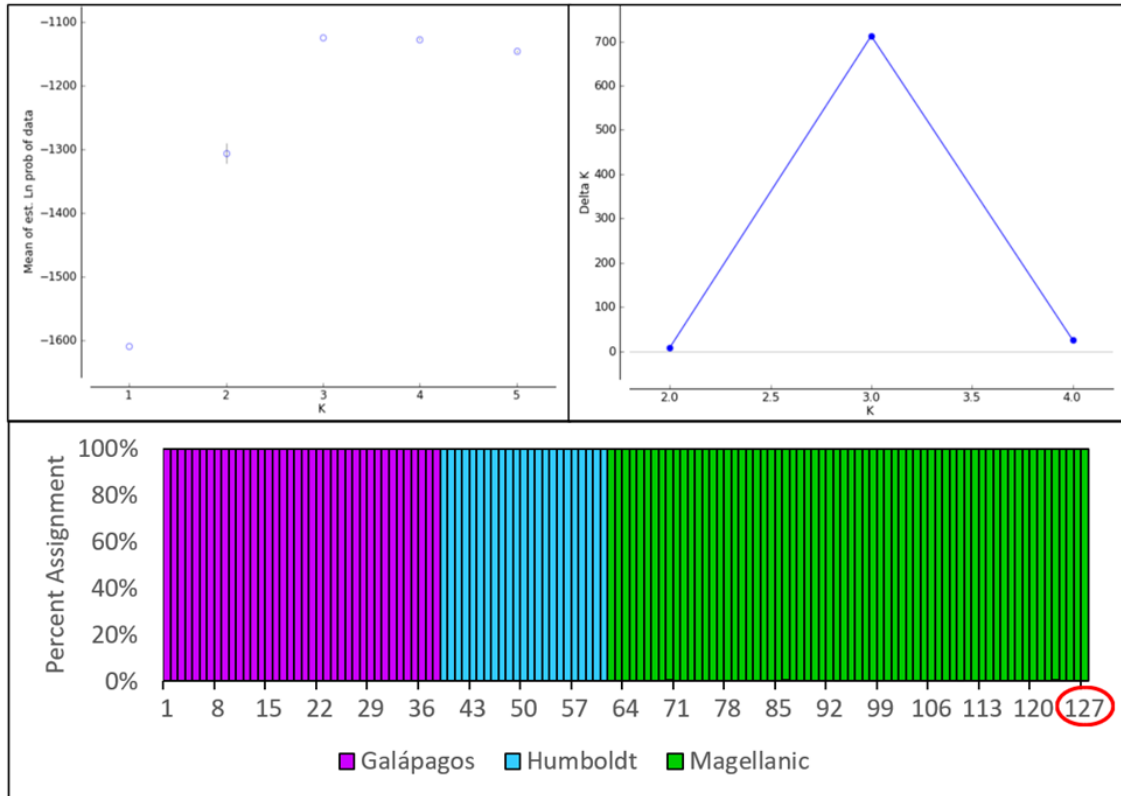 −1100
−1200
−1300
−1400
−1500
−1600
Mean of est. Ln prob of data
1 2 3 4 5
K
700
600
500
400
300
200
100
0
Delta K
2.0 2.5 3.0 3.5 4.0
K
100%
80%
60%
40%
20%
0%
Percent Assignment
1 8 15 22 29 36 43 50 57 64 71 78 85 92 99 106 113 120 127
Galápagos Humboldt Magellanic